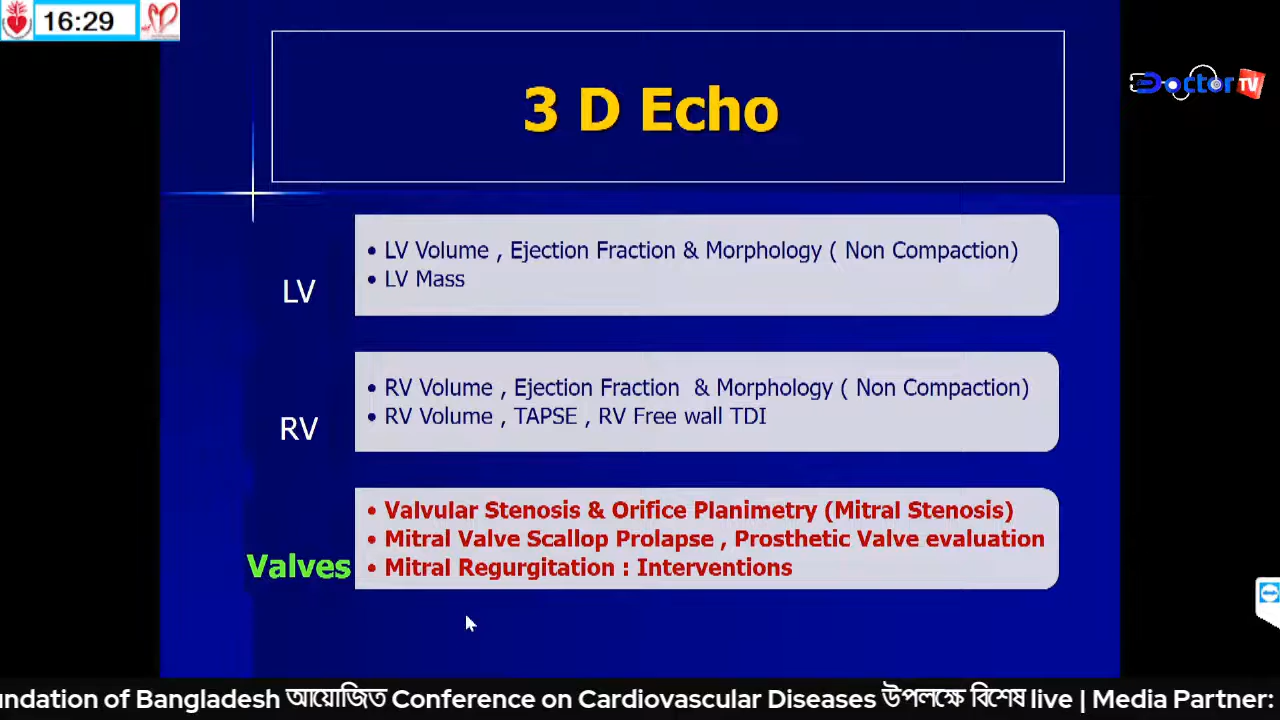 16:29
Doctor TV
3 D Echo
LV
• LV Volume , Ejection Fraction & Morphology ( Non Compaction)
• LV Mass
RV
• RV Volume , Ejection Fraction & Morphology ( Non Compaction)
• RV Volume , TAPSE , RV Free wall TDI
Valves
• Valvular Stenosis & Orifice Planimetry (Mitral Stenosis)
• Mitral Valve Scallop Prolapse , Prosthetic Valve evaluation
• Mitral Regurgitation : Interventions
undation of Bangladesh আয়োজিত Conference on Cardiovascular Diseases উপলক্ষে বিশেষ live | Media Partner: